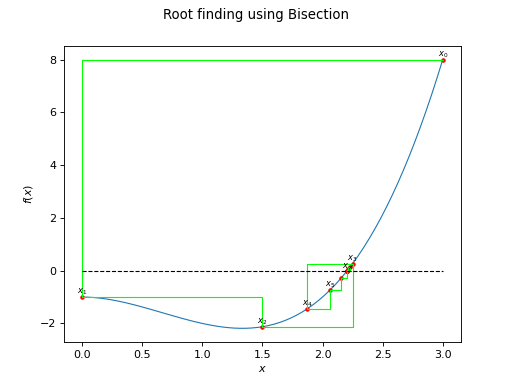 Root finding using Bisection
f(x)
8
6
4
2
0
−2
x₀
x₁
x₂
x₃
x₄
x₅
0.0 0.5 1.0 1.5 2.0 2.5 3.0
x